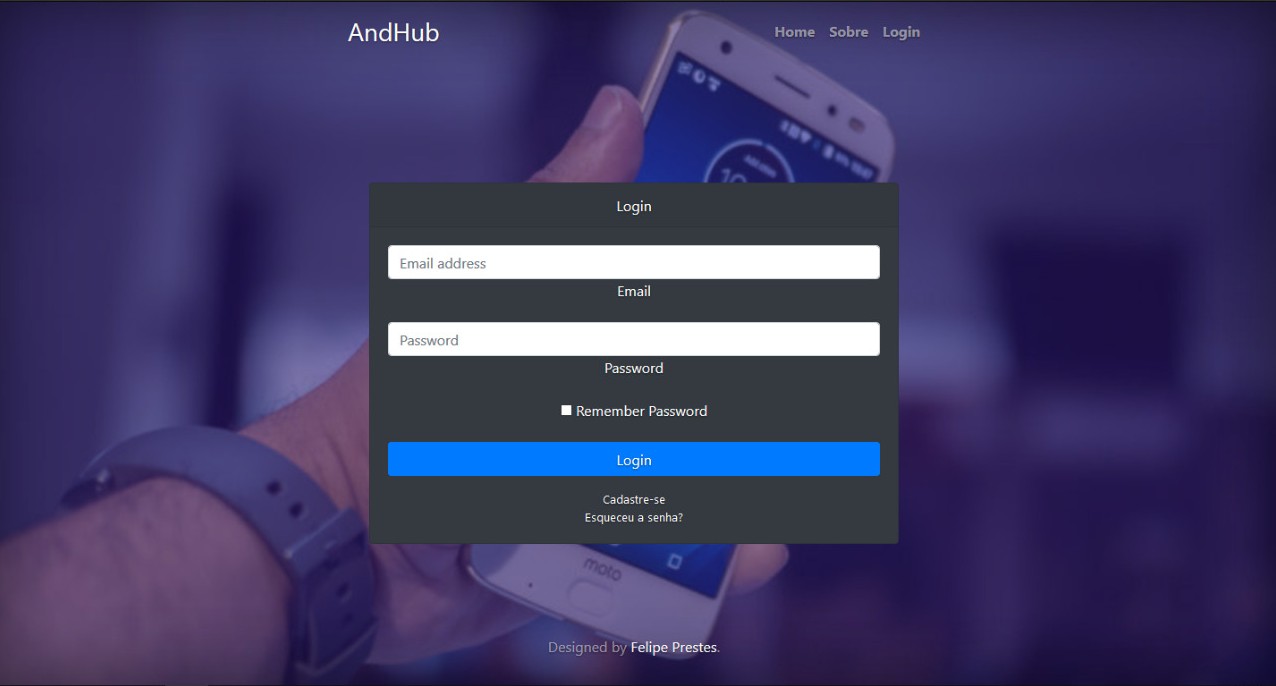 AndHub
Home Sobre Login
Login
Email address
Email
Password
Password
Remember Password
Login
Cadastre-se
Esqueceu a senha?
moto
Designed by Felipe Prestes.